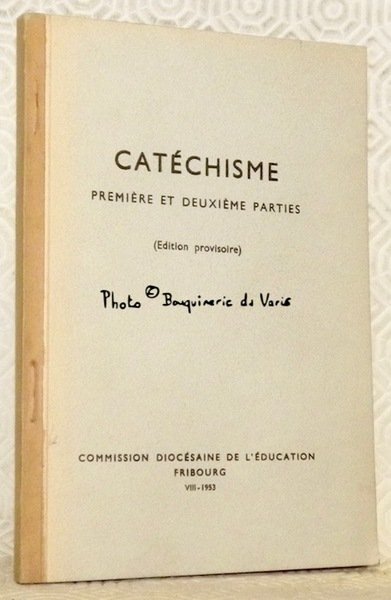 CATÉCHISME
PREMIÈRE ET DEUXIÈME PARTIES
(Edition provisoire)
Photo © Bouquinerie du Varis
COMMISSION DIOCÉSAINE DE L'ÉDUCATION
FRIBOURG
VIII-1953